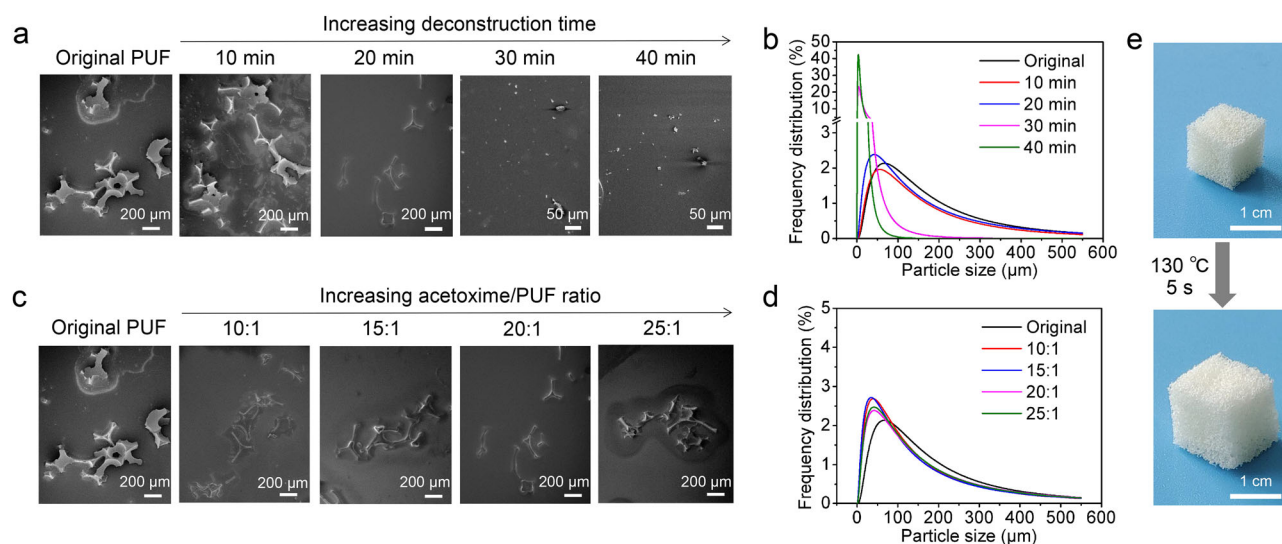 a
Increasing deconstruction time
Original PUF
10 min
20 min
30 min
40 min
200 µm
200 µm
200 µm
50 µm
50 µm
b
Frequency distribution (%)
50
40
30
20
10
3
2
1
0
Original
10 min
20 min
30 min
40 min
0 100 200 300 400 500 600
Particle size (µm)
c
Increasing acetoxime/PUF ratio
Original PUF
10:1
15:1
20:1
25:1
200 µm
200 µm
200 µm
200 µm
200 µm
d
Frequency distribution (%)
5
4
3
2
1
0
Original
10:1
15:1
20:1
25:1
0 100 200 300 400 500 600
Particle size (µm)
e
1 cm
130 °C
5 s
1 cm